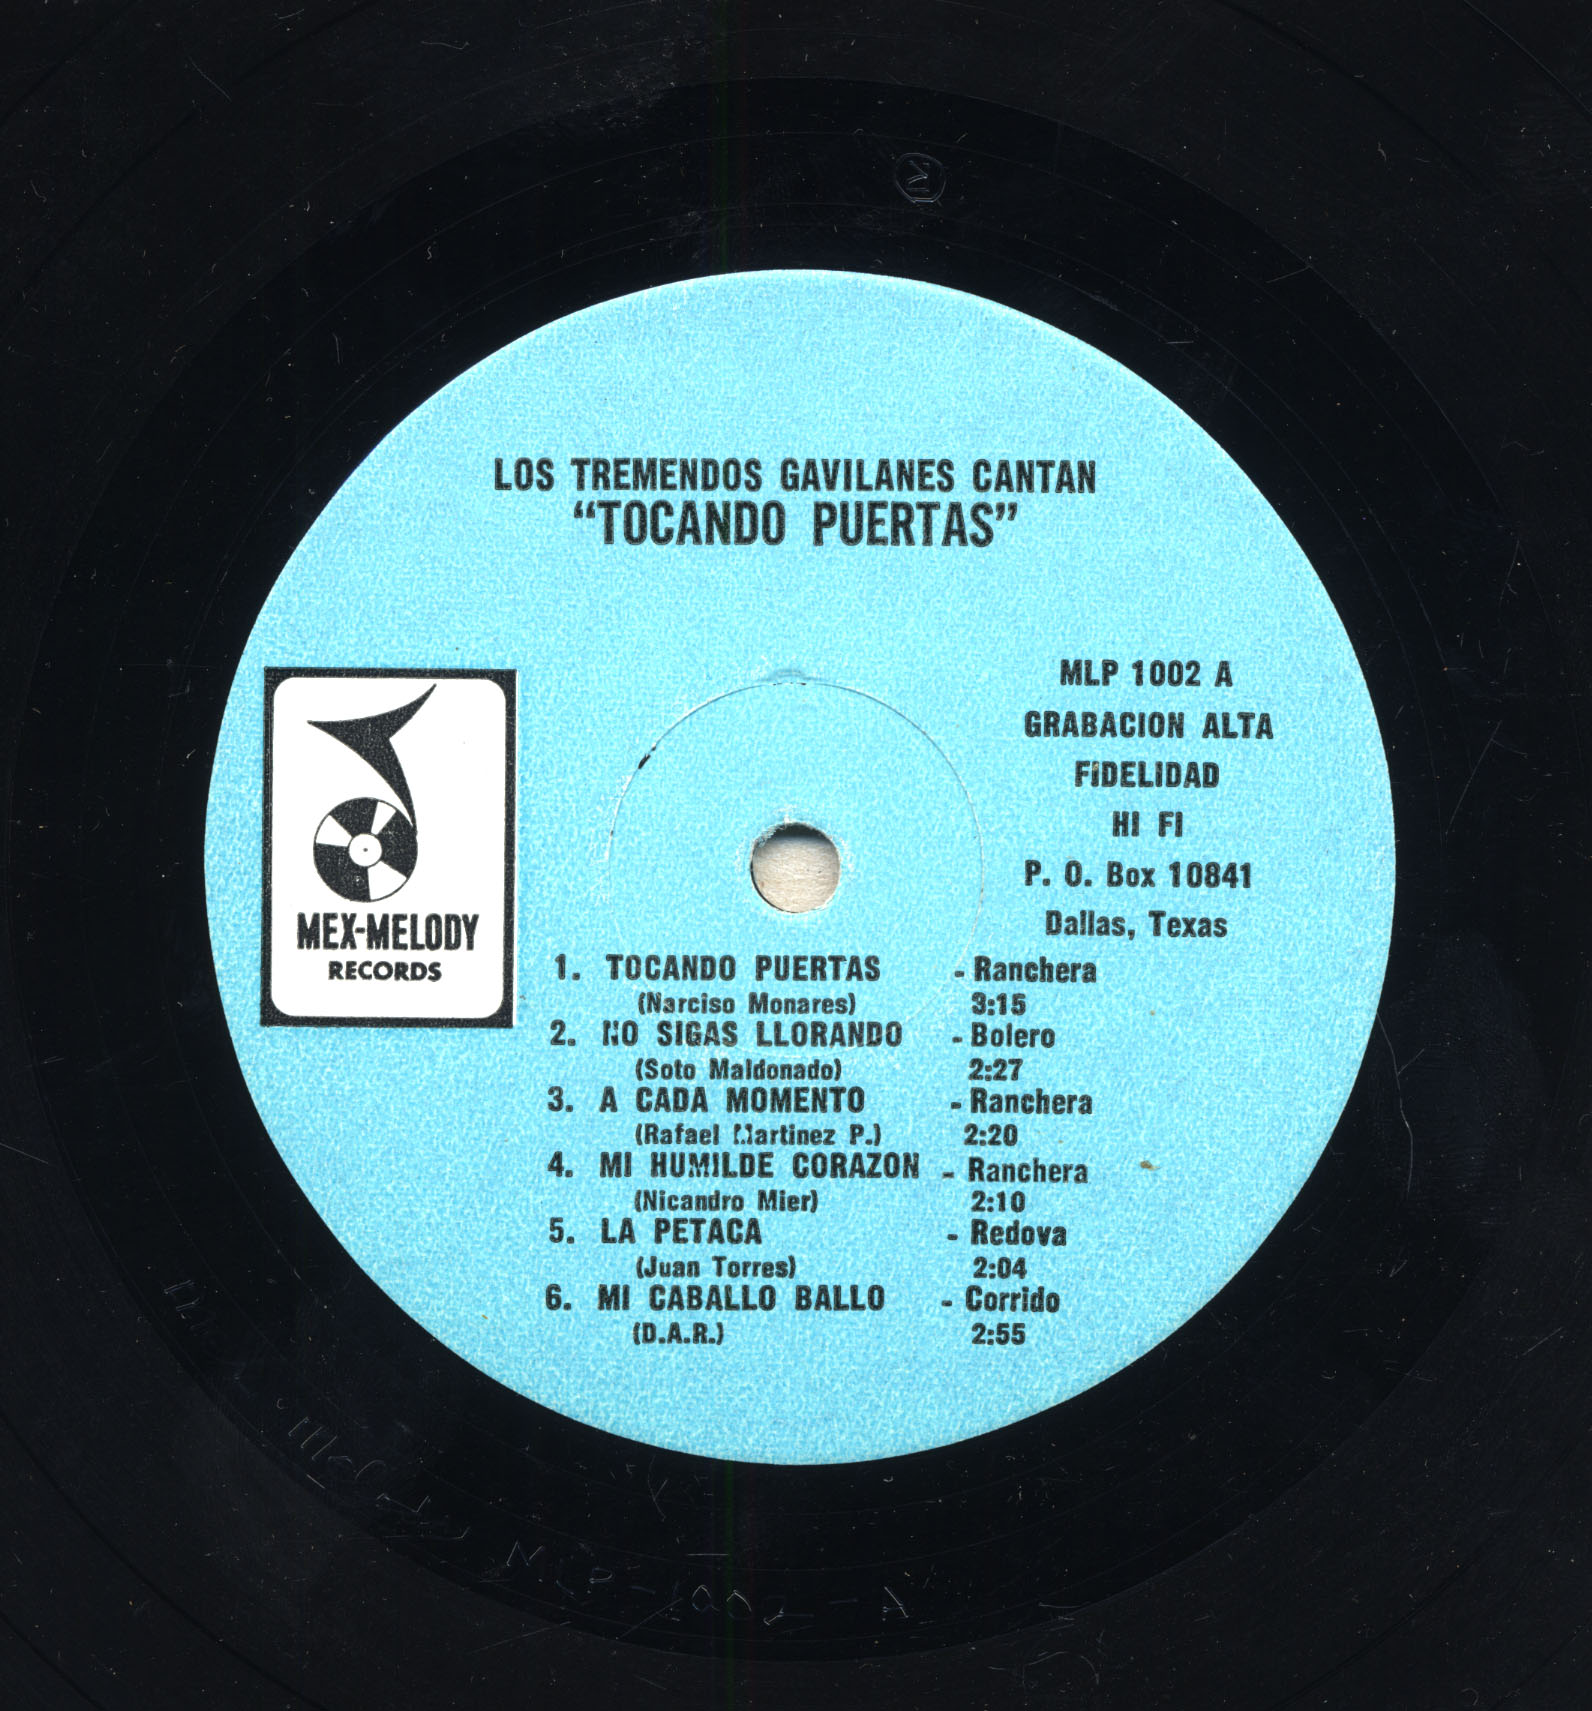 LOS TREMENDOS GAVILANES CANTAN
“TOCANDO PUERTAS”
MLP 1002 A
GRABACION ALTA
FIDELIDAD
HI FI
P. O. Box 10841
Dallas, Texas
MEX-MELODY
RECORDS
1. TOCANDO PUERTAS - Ranchera
(Narciso Monares) 3:15
2. NO SIGAS LLORANDO - Bolero
(Soto Maldonado) 2:27
3. A CADA MOMENTO - Ranchera
(Rafael Martinez P.) 2:20
4. MI HUMILDE CORAZON - Ranchera
(Nicandro Mier) 2:10
5. LA PETACA - Redova
(Juan Torres) 2:04
6. MI CABALLO BALLO - Corrido
(D.A.R.) 2:55